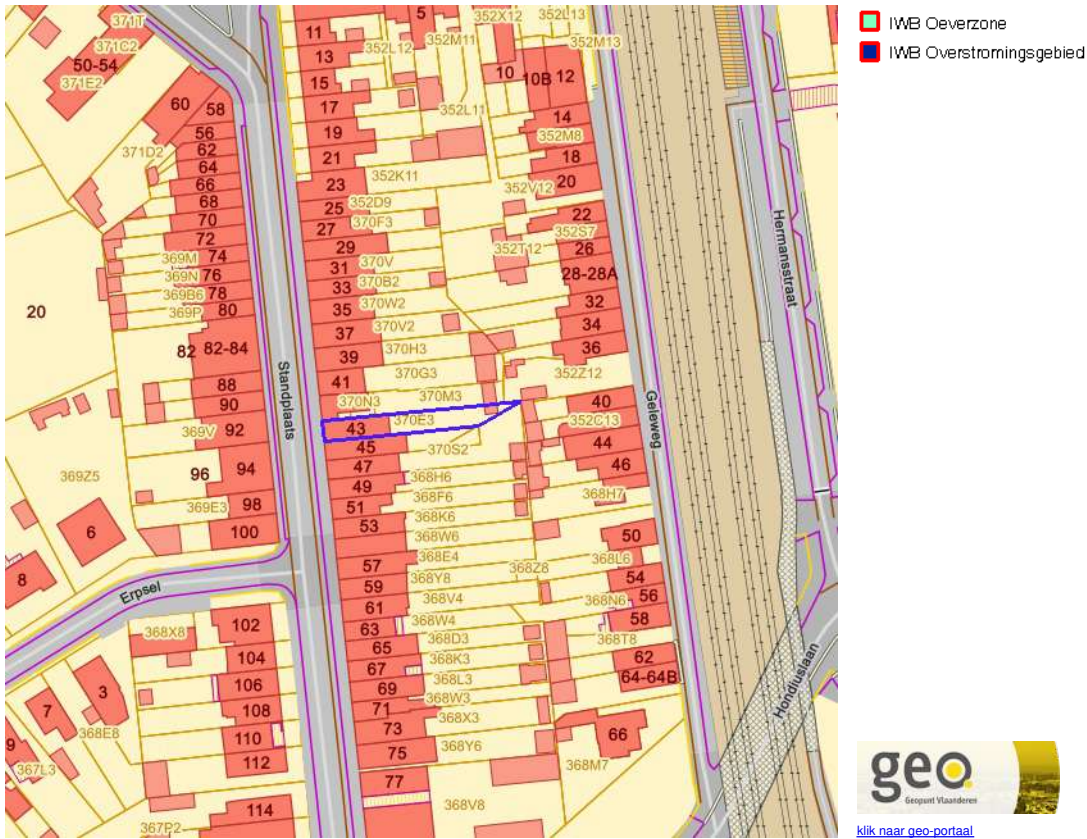 371T
371C2
50-54
371E2
60
58
56
62
371D2
64
66
68
70
72
369M
74
369N
76
369B6
78
369P
80
20
82
82-84
88
90
369V
92
96
94
369Z5
369E3
98
6
100
8
Erpsel
Standplaats
11
13
15
17
19
21
23
25
27
29
31
33
35
37
39
41
43
45
47
49
51
53
57
59
61
63
65
67
69
71
73
75
77
5
352X12
352L13
352L12
352M11
352M13
10
10B
12
352L11
14
352M8
18
352K11
352V12
20
352D9
370F3
22
352S7
352T12
26
370V
370B2
28-28A
370W2
32
370V2
34
370H3
36
370G3
352Z12
370N3
370M3
370E3
40
352C13
370S2
44
46
368H6
368F6
368H7
368K6
368W6
50
368E4
368Z8
368L6
368Y8
54
368V4
368N6
56
368W4
58
368D3
368T8
368K3
62
368L3
64-64B
368W3
368X3
66
368Y6
368M7
368V8
Geleweg
Hermansstraat
Hondiuslaan
368X8
102
104
3
106
7
108
368E8
110
9
367L3
112
114
367P2
IWB Oeverzone
IWB Overstromingsgebied
geo
Geopunt Vlaanderen
klik naar geo-portaal